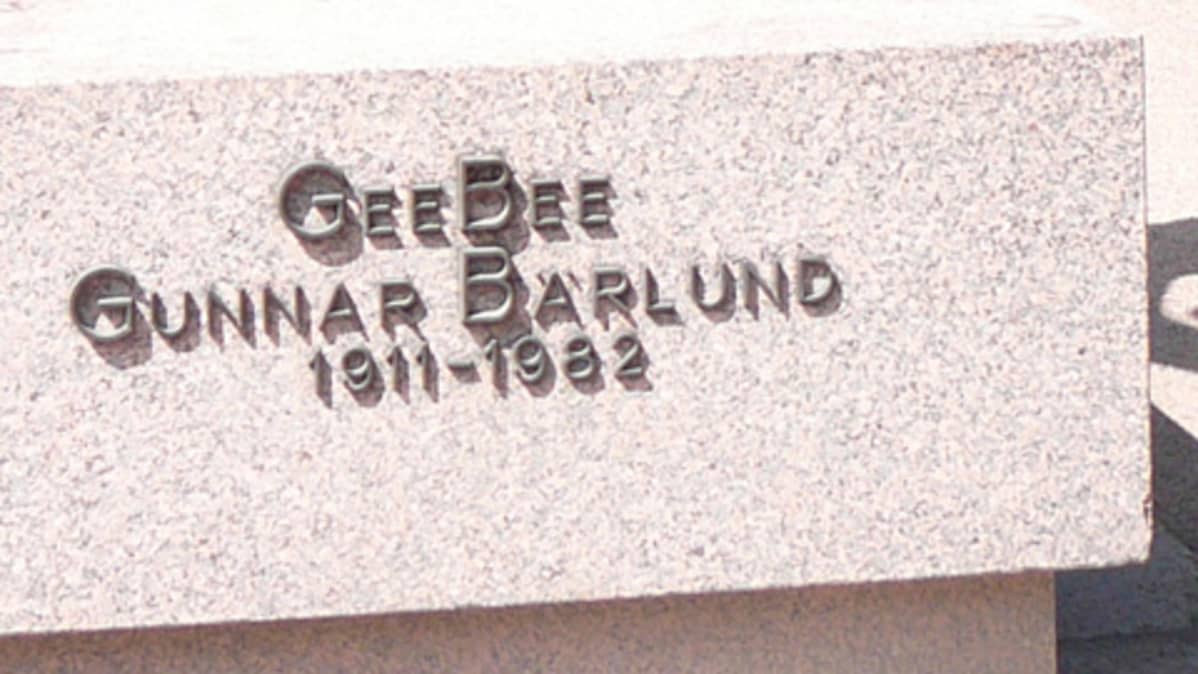 GEEBEE
GUNNAR BÄRLUND
1911-1982